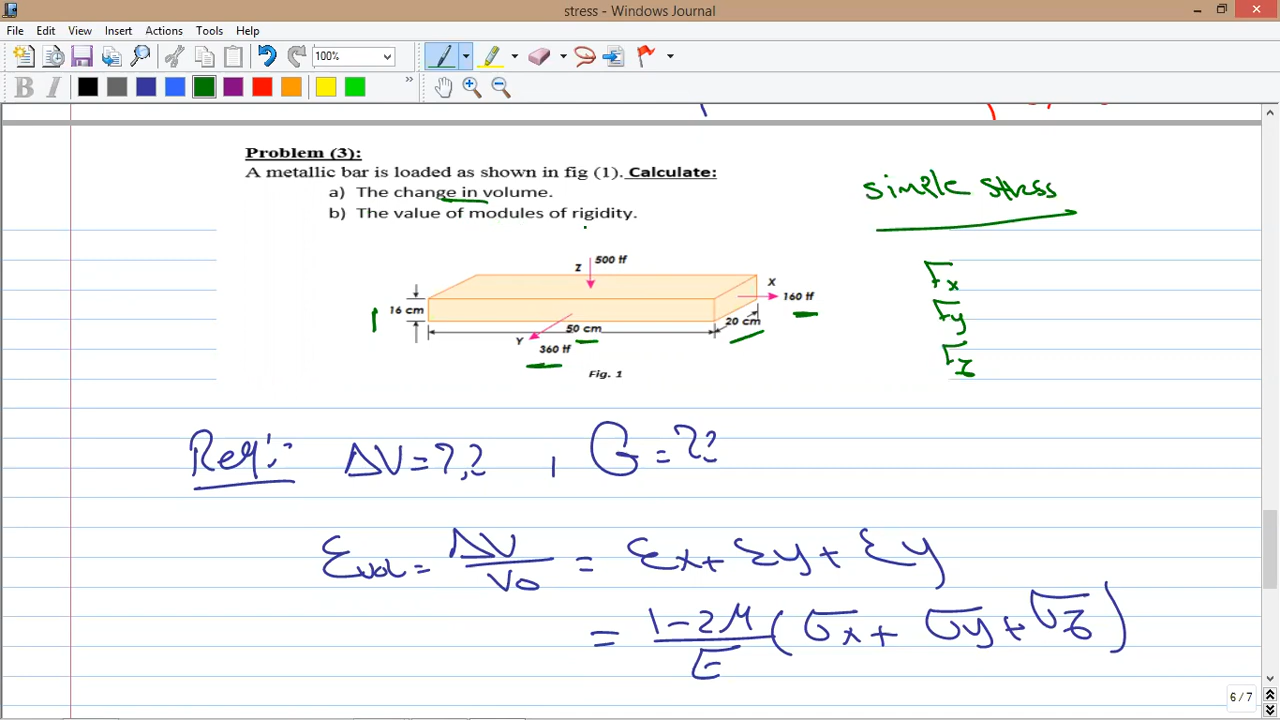 stress - Windows Journal
File Edit View Insert Actions Tools Help
100%
B I »
Problem (3):
A metallic bar is loaded as shown in fig (1). Calculate:
a) The change in volume.
b) The value of modules of rigidity.
simple stress
Z 500 tf
X
16 cm
160 tf
20 cm
50 cm
Y
360 tf
Fig. 1
σx
σy
σz
Req:: ΔV = ?,? , G = ??
εvol = ΔV/Vo = εx + εy + εy
= 1-2μ/E (σx + σy + σz)
6 / 7